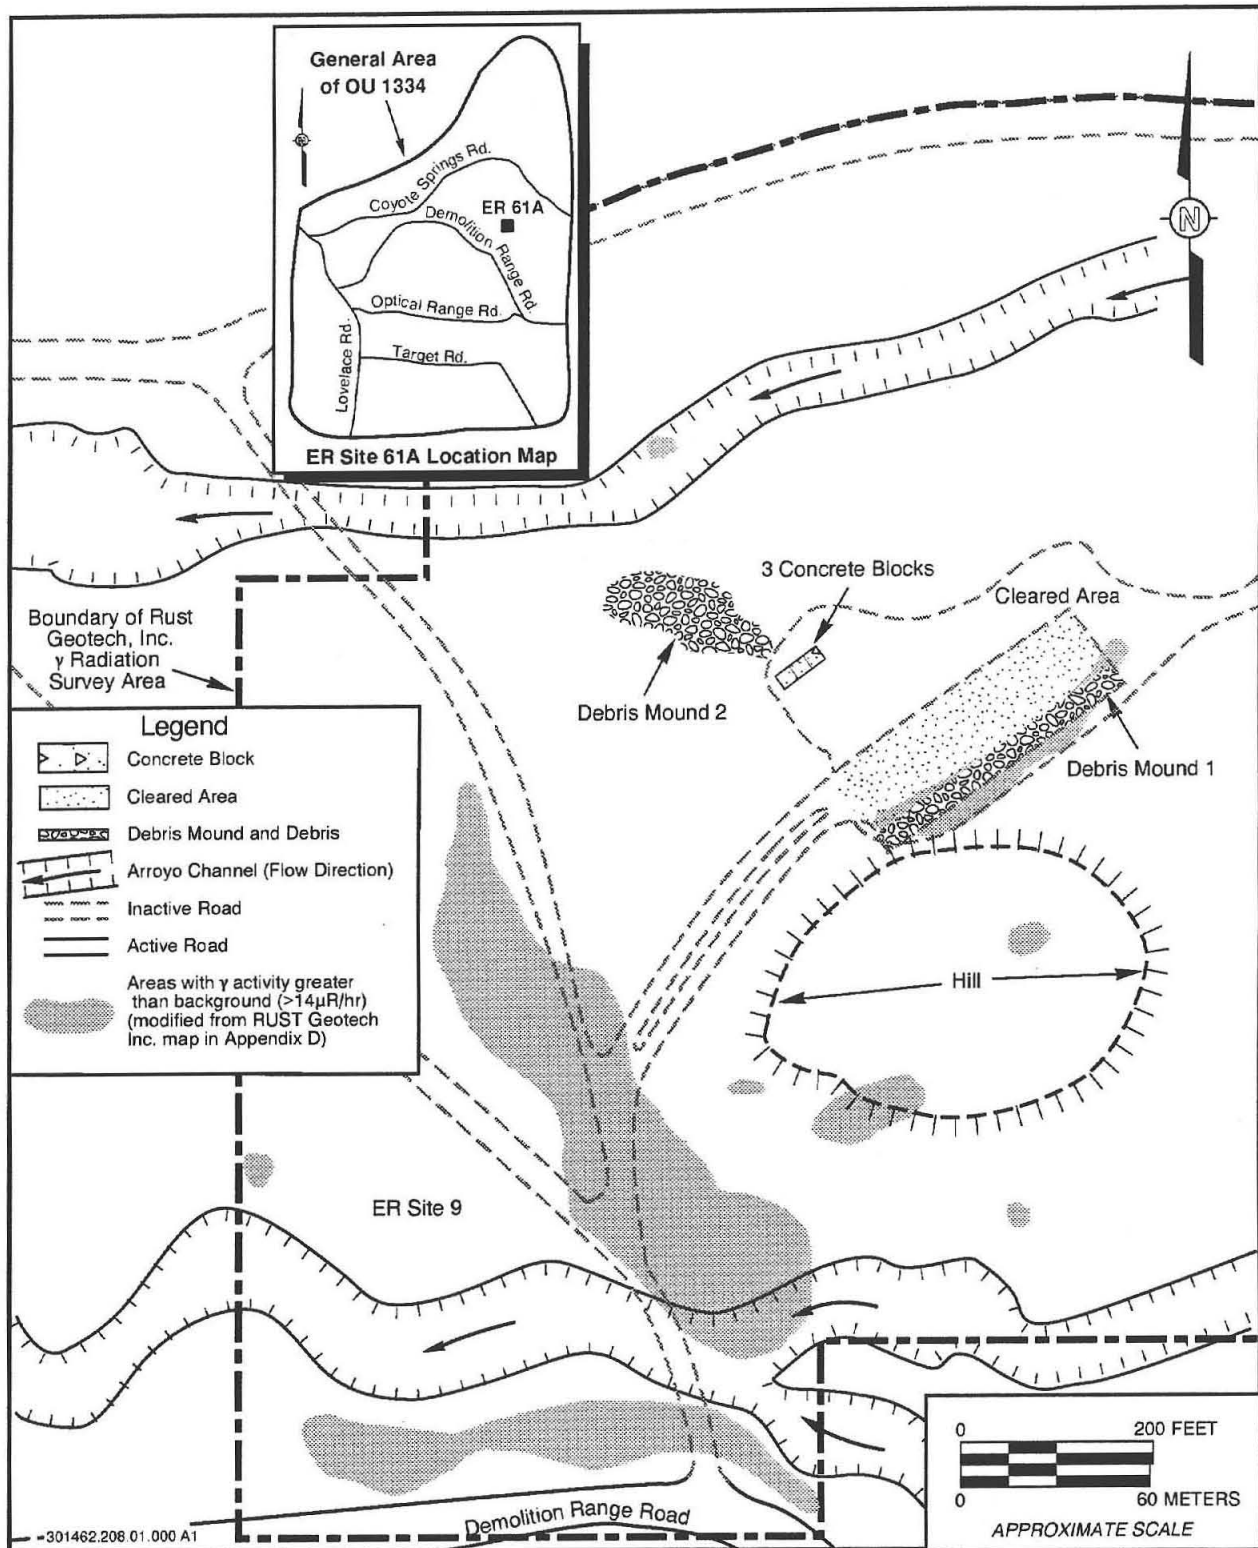 General Area
of OU 1334
Coyote Springs Rd.
ER 61A
Demolition Range Rd.
Optical Range Rd.
Lovelace Rd.
Target Rd.
ER Site 61A Location Map
N
3 Concrete Blocks
Cleared Area
Boundary of Rust
Geotech, Inc.
γ Radiation
Survey Area
Debris Mound 2
Debris Mound 1
Legend
Concrete Block
Cleared Area
Debris Mound and Debris
Arroyo Channel (Flow Direction)
Inactive Road
Active Road
Areas with γ activity greater
than background (>14µR/hr)
(modified from RUST Geotech
Inc. map in Appendix D)
Hill
ER Site 9
0 200 FEET
0 60 METERS
APPROXIMATE SCALE
Demolition Range Road
301462.208.01.000 A1